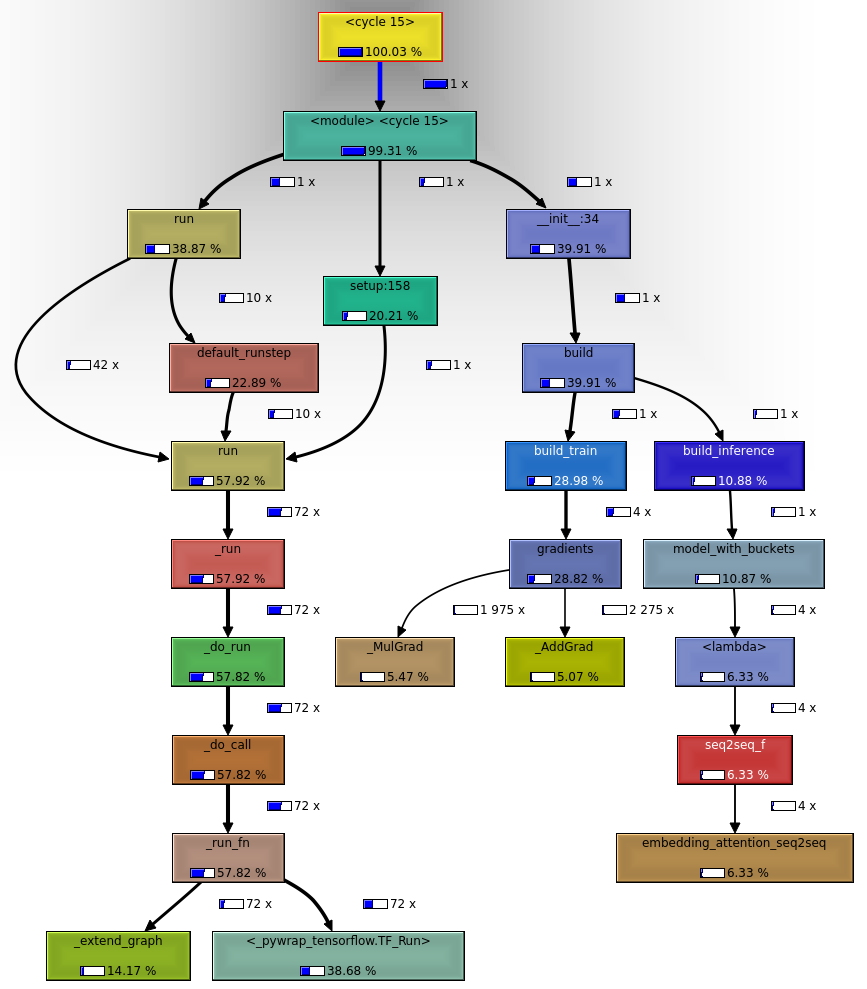 <cycle 15>
100.03 %
1 x
<module> <cycle 15>
99.31 %
1 x
1 x
1 x
run
38.87 %
__init__:34
39.91 %
10 x
setup:158
20.21 %
1 x
42 x
default_runstep
22.89 %
1 x
build
39.91 %
10 x
1 x
1 x
run
57.92 %
build_train
28.98 %
build_inference
10.88 %
72 x
4 x
1 x
_run
57.92 %
gradients
28.82 %
model_with_buckets
10.87 %
72 x
1 975 x
2 275 x
4 x
_do_run
57.82 %
_MulGrad
5.47 %
_AddGrad
5.07 %
<lambda>
6.33 %
72 x
4 x
_do_call
57.82 %
seq2seq_f
6.33 %
72 x
4 x
_run_fn
57.82 %
embedding_attention_seq2seq
6.33 %
72 x
72 x
_extend_graph
14.17 %
<_pywrap_tensorflow.TF_Run>
38.68 %